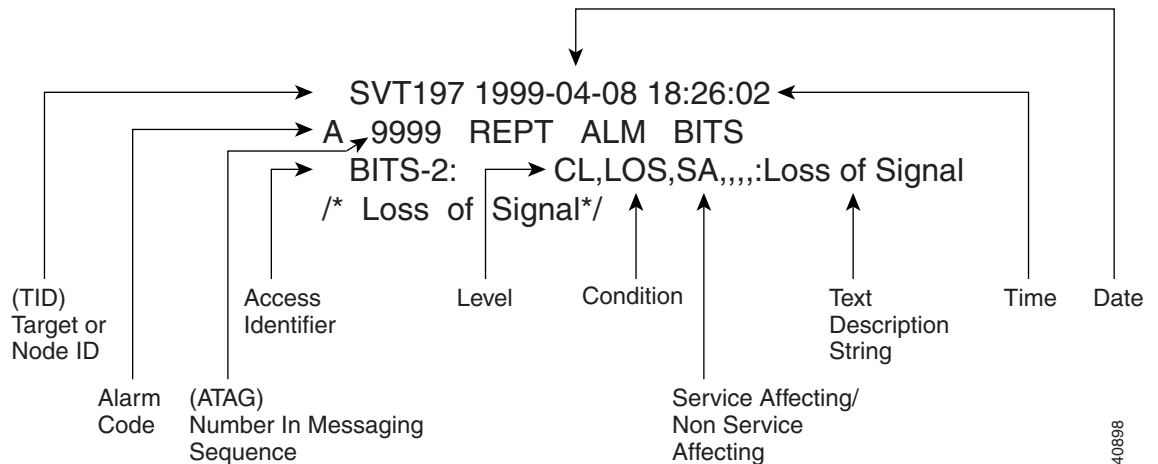 SVT197 1999-04-08 18:26:02
A 9999 REPT ALM BITS
BITS-2: CL,LOS,SA,,,,:Loss of Signal
/* Loss of Signal*/
(TID)
Target or
Node ID
Access
Identifier
Level
Condition
Text
Description
String
Time
Date
Alarm
Code
(ATAG)
Number In Messaging
Sequence
Service Affecting/
Non Service
Affecting
40898